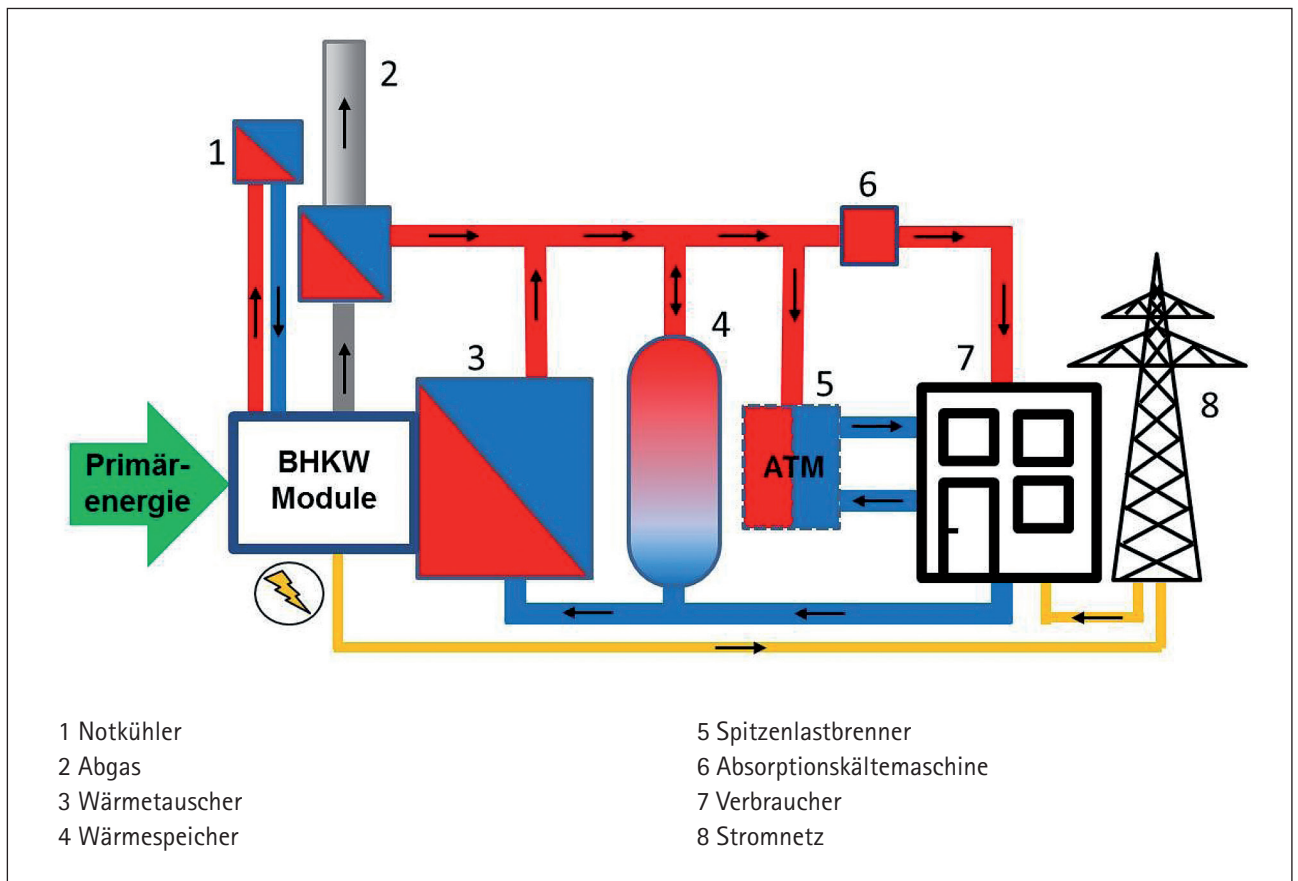 2
1
6
4
3
5
7
8
Primär-
energie
BHKW
Module
ATM
1 Notkühler
2 Abgas
3 Wärmetauscher
4 Wärmespeicher
5 Spitzenlastbrenner
6 Absorptionskältemaschine
7 Verbraucher
8 Stromnetz